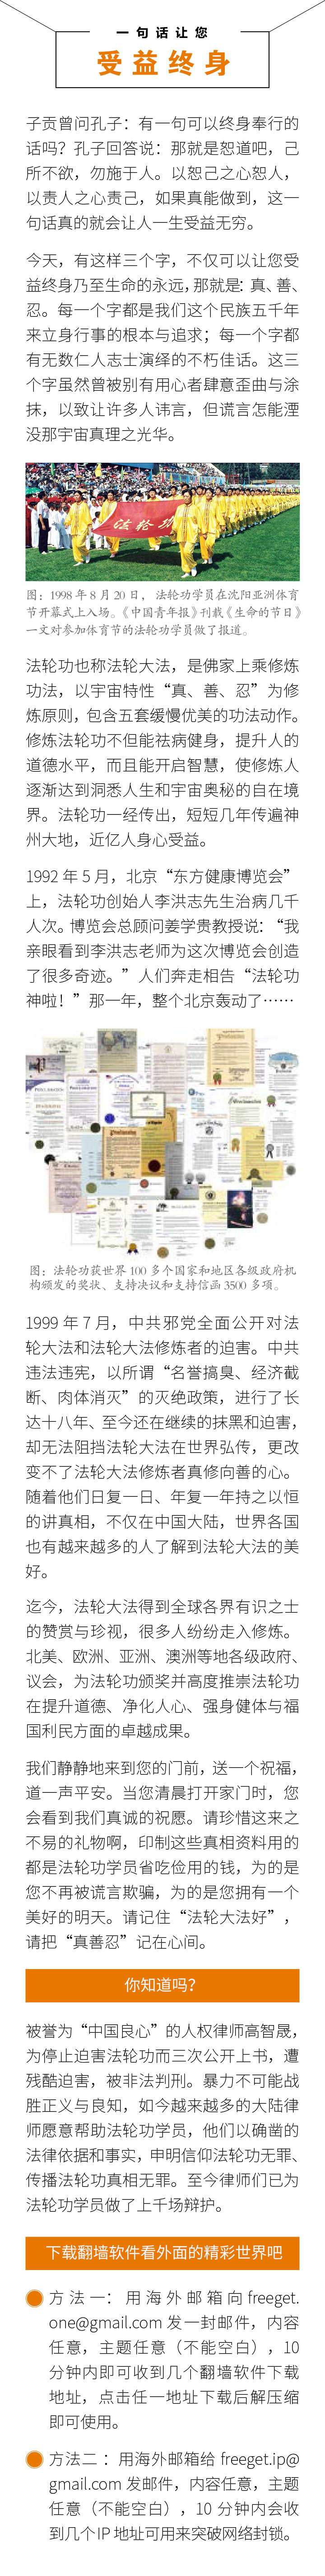 一句话让您
受益终身
子贡曾问孔子：有一句可以终身奉行的
话吗？孔子回答说：那就是恕道吧，己
所不欲，勿施于人。以恕己之心恕人，
以责人之心责己，如果真能做到，这一
句话真的就会让人一生受益无穷。
今天，有这样三个字，不仅可以让您受
益终身乃至生命的永远，那就是：真、善、
忍。每一个字都是我们这个民族五千年
来立身行事的根本与追求；每一个字都
有无数仁人志士演绎的不朽佳话。这三
个字虽然曾被别有用心者肆意歪曲与涂
抹，以致让许多人讳言，但谎言怎能湮
没那宇宙真理之光华。
法轮功
图：1998 年 8 月 20 日， 法轮功学员在沈阳亚洲体育
节开幕式上入场。《中国青年报》刊载《生命的节日》
一文对参加体育节的法轮功学员做了报道。
法轮功也称法轮大法，是佛家上乘修炼
功法，以宇宙特性“真、善、忍”为修
炼原则，包含五套缓慢优美的功法动作。
修炼法轮功不但能祛病健身，提升人的
道德水平，而且能开启智慧，使修炼人
逐渐达到洞悉人生和宇宙奥秘的自在境
界。法轮功一经传出，短短几年传遍神
州大地，近亿人身心受益。
1992 年 5 月，北京“东方健康博览会”
上，法轮功创始人李洪志先生治病几千
人次。博览会总顾问姜学贵教授说：“我
亲眼看到李洪志老师为这次博览会创造
了很多奇迹。”人们奔走相告“法轮功
神啦！”那一年，整个北京轰动了……
图：法轮功获世界 100 多个国家和地区各级政府机
构颁发的奖状、支持决议和支持信函 3500 多项。
1999 年 7 月，中共邪党全面公开对法
轮大法和法轮大法修炼者的迫害。中共
违法违宪，以所谓“名誉搞臭、经济截
断、肉体消灭”的灭绝政策，进行了长
达十八年、至今还在继续的抹黑和迫害，
却无法阻挡法轮大法在世界弘传，更改
变不了法轮大法修炼者真修向善的心。
随着他们日复一日、年复一年持之以恒
的讲真相，不仅在中国大陆，世界各国
也有越来越多的人了解到法轮大法的美
好。
迄今，法轮大法得到全球各界有识之士
的赞赏与珍视，很多人纷纷走入修炼。
北美、欧洲、亚洲、澳洲等地各级政府、
议会，为法轮功颁奖并高度推崇法轮功
在提升道德、净化人心、强身健体与福
国利民方面的卓越成果。
我们静静地来到您的门前，送一个祝福，
道一声平安。当您清晨打开家门时，您
会看到我们真诚的祝愿。请珍惜这来之
不易的礼物啊，印制这些真相资料用的
都是法轮功学员省吃俭用的钱，为的是
您不再被谎言欺骗，为的是您拥有一个
美好的明天。请记住“法轮大法好”，
请把“真善忍”记在心间。
你知道吗？
被誉为“中国良心”的人权律师高智晟，
为停止迫害法轮功而三次公开上书，遭
残酷迫害，被非法判刑。暴力不可能战
胜正义与良知，如今越来越多的大陆律
师愿意帮助法轮功学员，他们以确凿的
法律依据和事实，申明信仰法轮功无罪、
传播法轮功真相无罪。至今律师们已为
法轮功学员做了上千场辩护。
下载翻墙软件看外面的精彩世界吧
方法一：用海外邮箱向 freeget.
one@gmail.com 发一封邮件，内容
任意，主题任意（不能空白），10
分钟内即可收到几个翻墙软件下载
地址，点击任一地址下载后解压缩
即可使用。
方法二：用海外邮箱给 freeget.ip@
gmail.com 发邮件，内容任意，主题
任意（不能空白），10 分钟内会收
到几个 IP 地址可用来突破网络封锁。